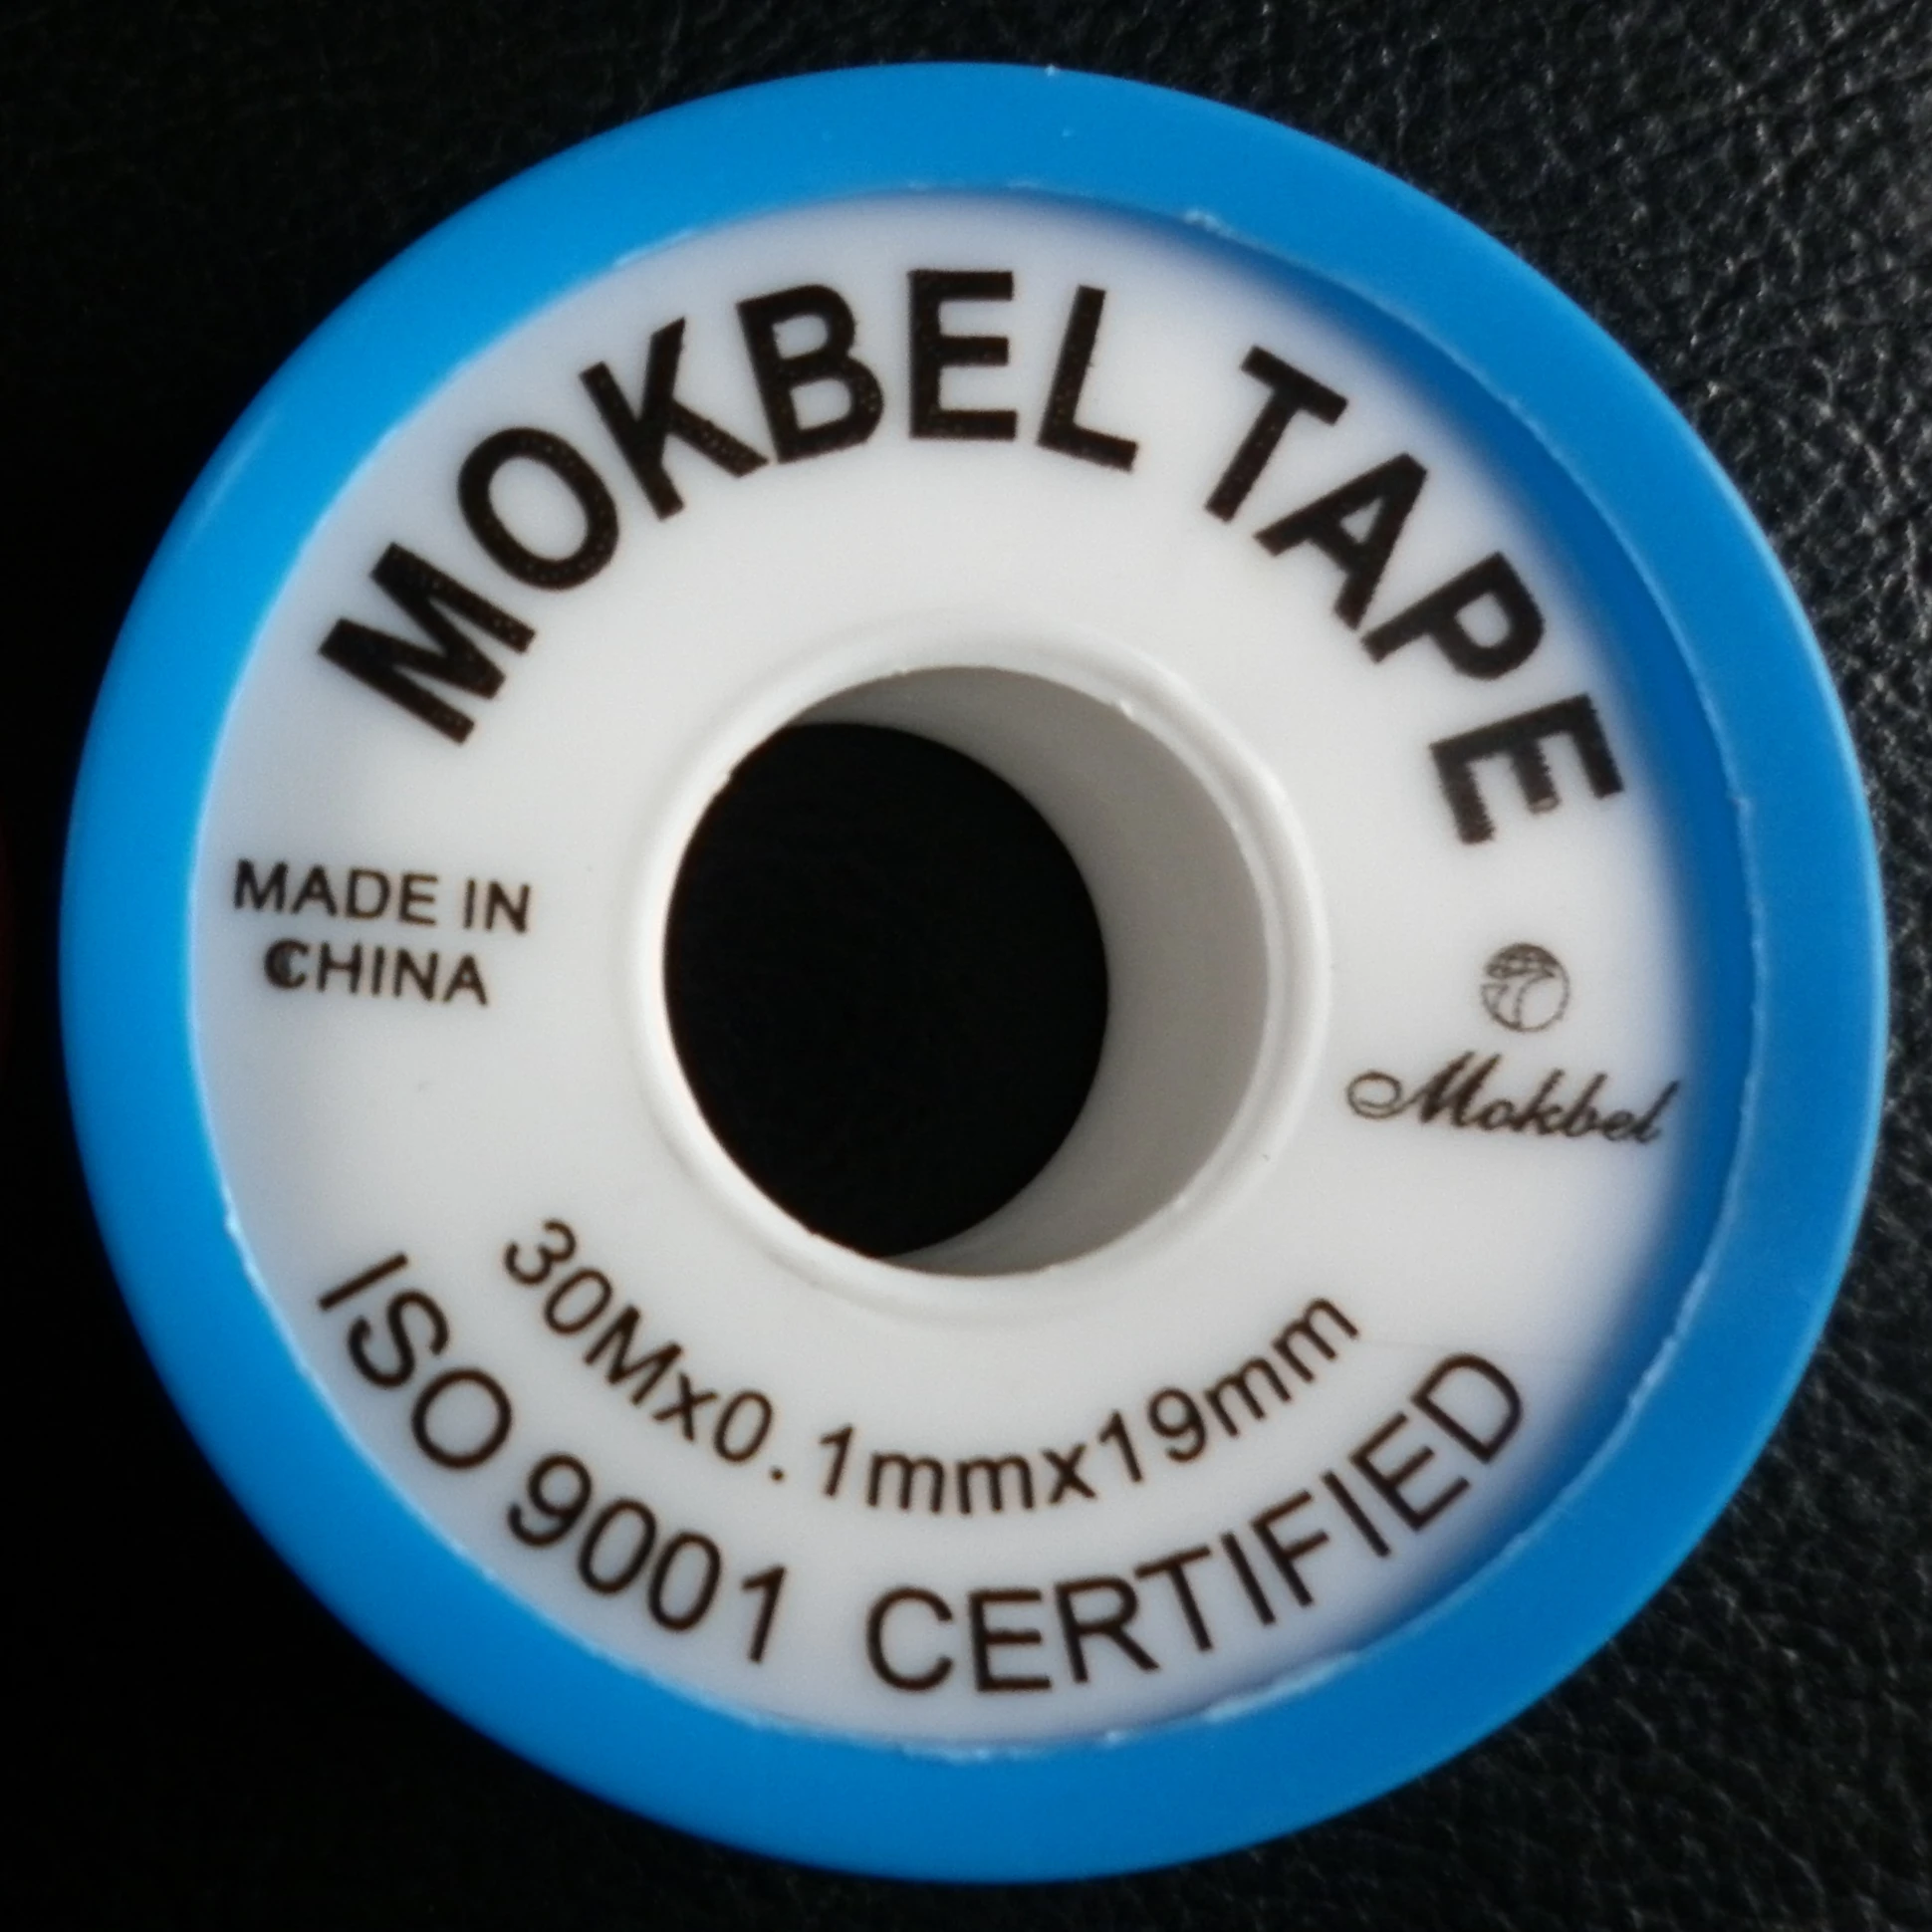 MOKBEL TAPE
MADE IN
CHINA
Mokbel
30Mx0.1mmx19mm
ISO 9001 CERTIFIED